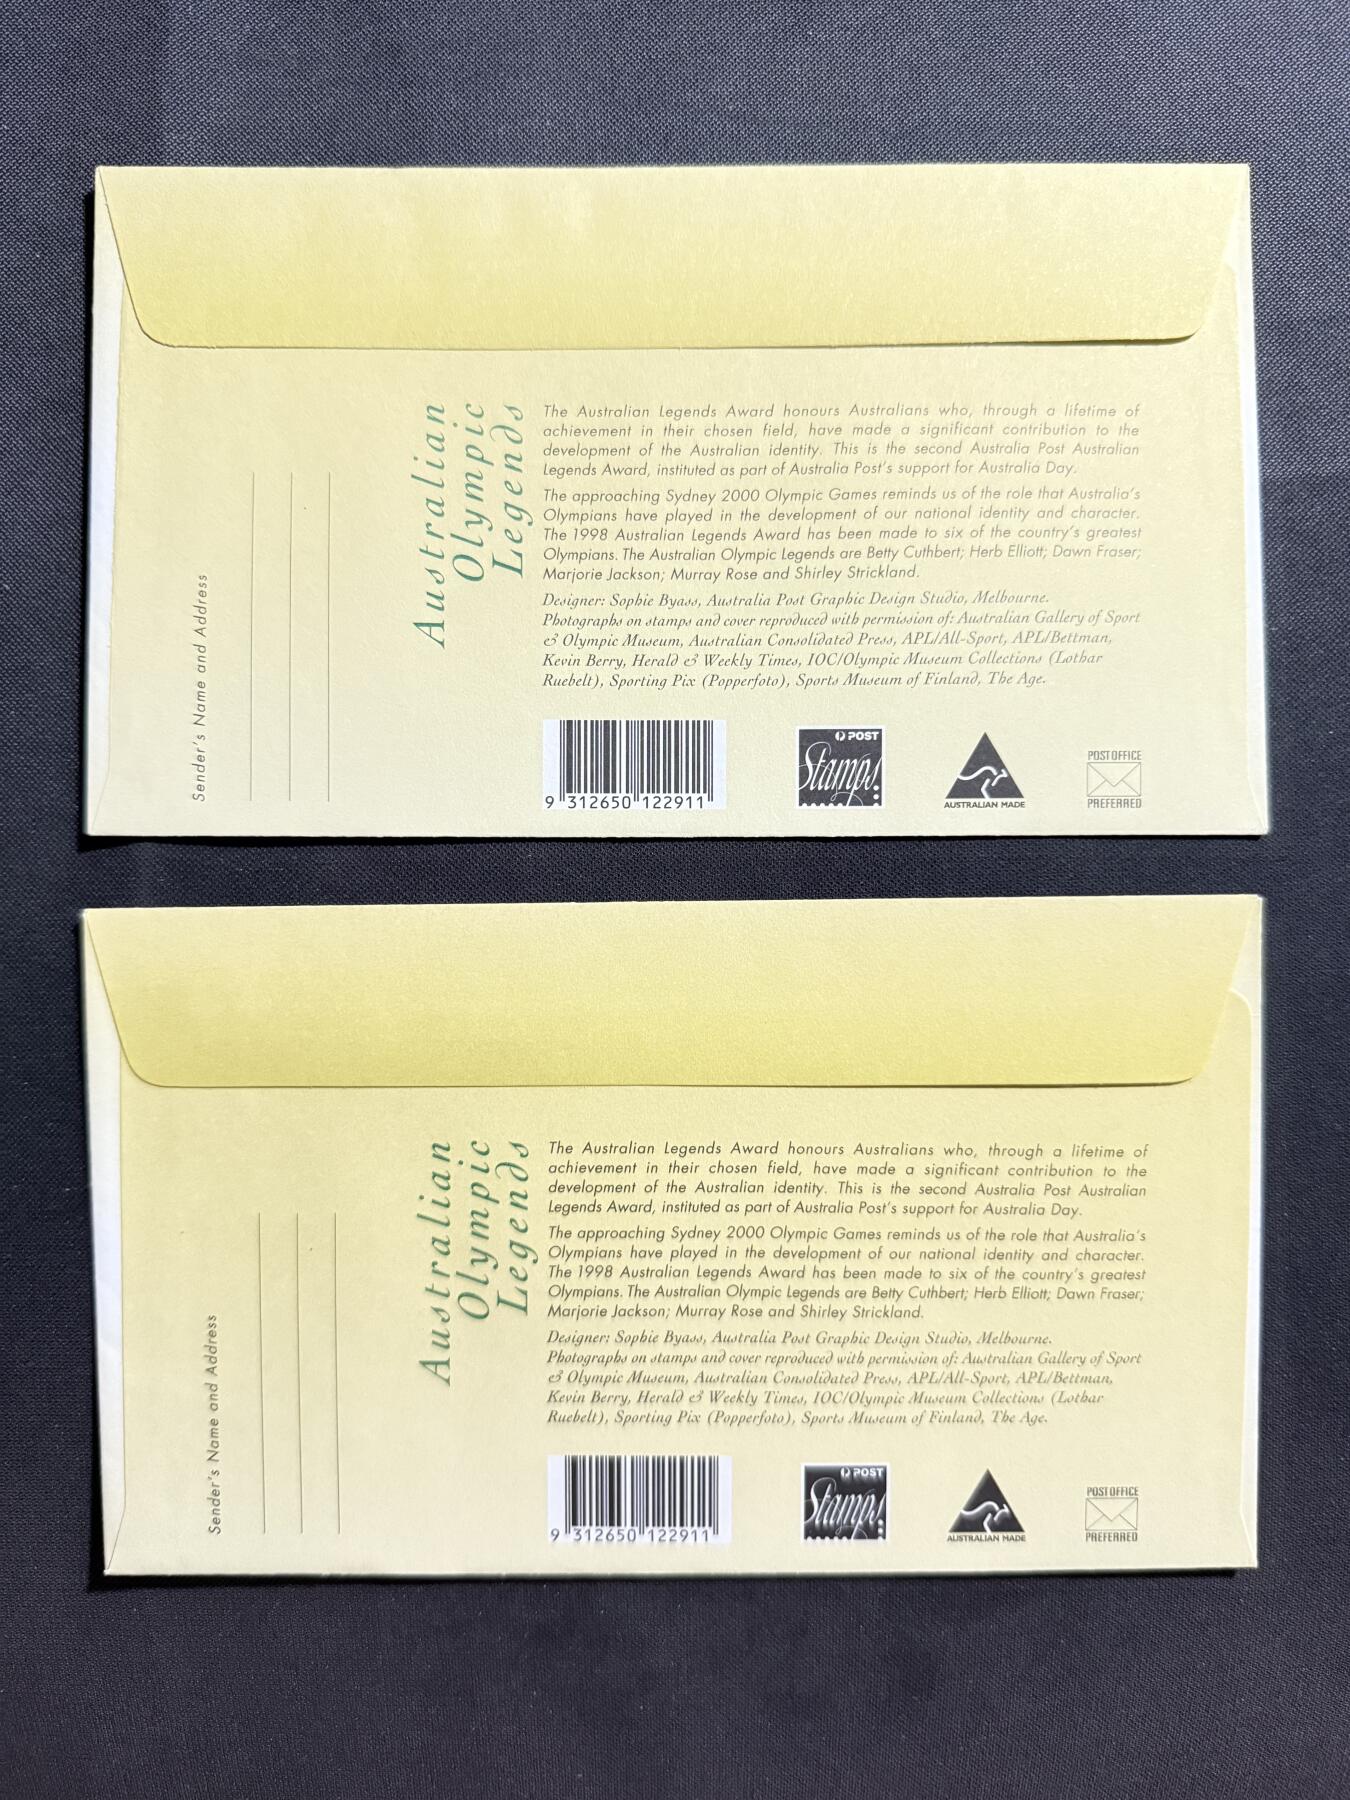 Australian
Olympic
Legends
The Australian Legends Award honours Australians who, through a lifetime of
achievement in their chosen field, have made a significant contribution to the
development of the Australian identity. This is the second Australia Post Australian
Legends Award, instituted as part of Australia Post's support for Australia Day.
The approaching Sydney 2000 Olympic Games reminds us of the role that Australia's
Olympians have played in the development of our national identity and character.
The 1998 Australian Legends Award has been made to six of the country's greatest
Olympians. The Australian Olympic Legends are Betty Cuthbert; Herb Elliott; Dawn Fraser;
Marjorie Jackson; Murray Rose and Shirley Strickland.
Designer: Sophie Byass, Australia Post Graphic Design Studio, Melbourne.
Photographs on stamps and cover reproduced with permission of: Australian Gallery of Sport
& Olympic Museum, Australian Consolidated Press, APL/All-Sport, APL/Bettman,
Kevin Berry, Herald & Weekly Times, IOC/Olympic Museum Collections (Lothar
Ruebelt), Sporting Pix (Popperfoto), Sports Museum of Finland, The Age.
Sender's Name and Address
9 312650 122911
POST
Stamps
AUSTRALIAN MADE
POST OFFICE
PREFERRED
Australian
Olympic
Legends
The Australian Legends Award honours Australians who, through a lifetime of
achievement in their chosen field, have made a significant contribution to the
development of the Australian identity. This is the second Australia Post Australian
Legends Award, instituted as part of Australia Post's support for Australia Day.
The approaching Sydney 2000 Olympic Games reminds us of the role that Australia's
Olympians have played in the development of our national identity and character.
The 1998 Australian Legends Award has been made to six of the country's greatest
Olympians. The Australian Olympic Legends are Betty Cuthbert; Herb Elliott; Dawn Fraser;
Marjorie Jackson; Murray Rose and Shirley Strickland.
Designer: Sophie Byass, Australia Post Graphic Design Studio, Melbourne.
Photographs on stamps and cover reproduced with permission of: Australian Gallery of Sport
& Olympic Museum, Australian Consolidated Press, APL/All-Sport, APL/Bettman,
Kevin Berry, Herald & Weekly Times, IOC/Olympic Museum Collections (Lothar
Ruebelt), Sporting Pix (Popperfoto), Sports Museum of Finland, The Age.
Sender's Name and Address
9 312650 122911
POST
Stamps
AUSTRALIAN MADE
POST OFFICE
PREFERRED